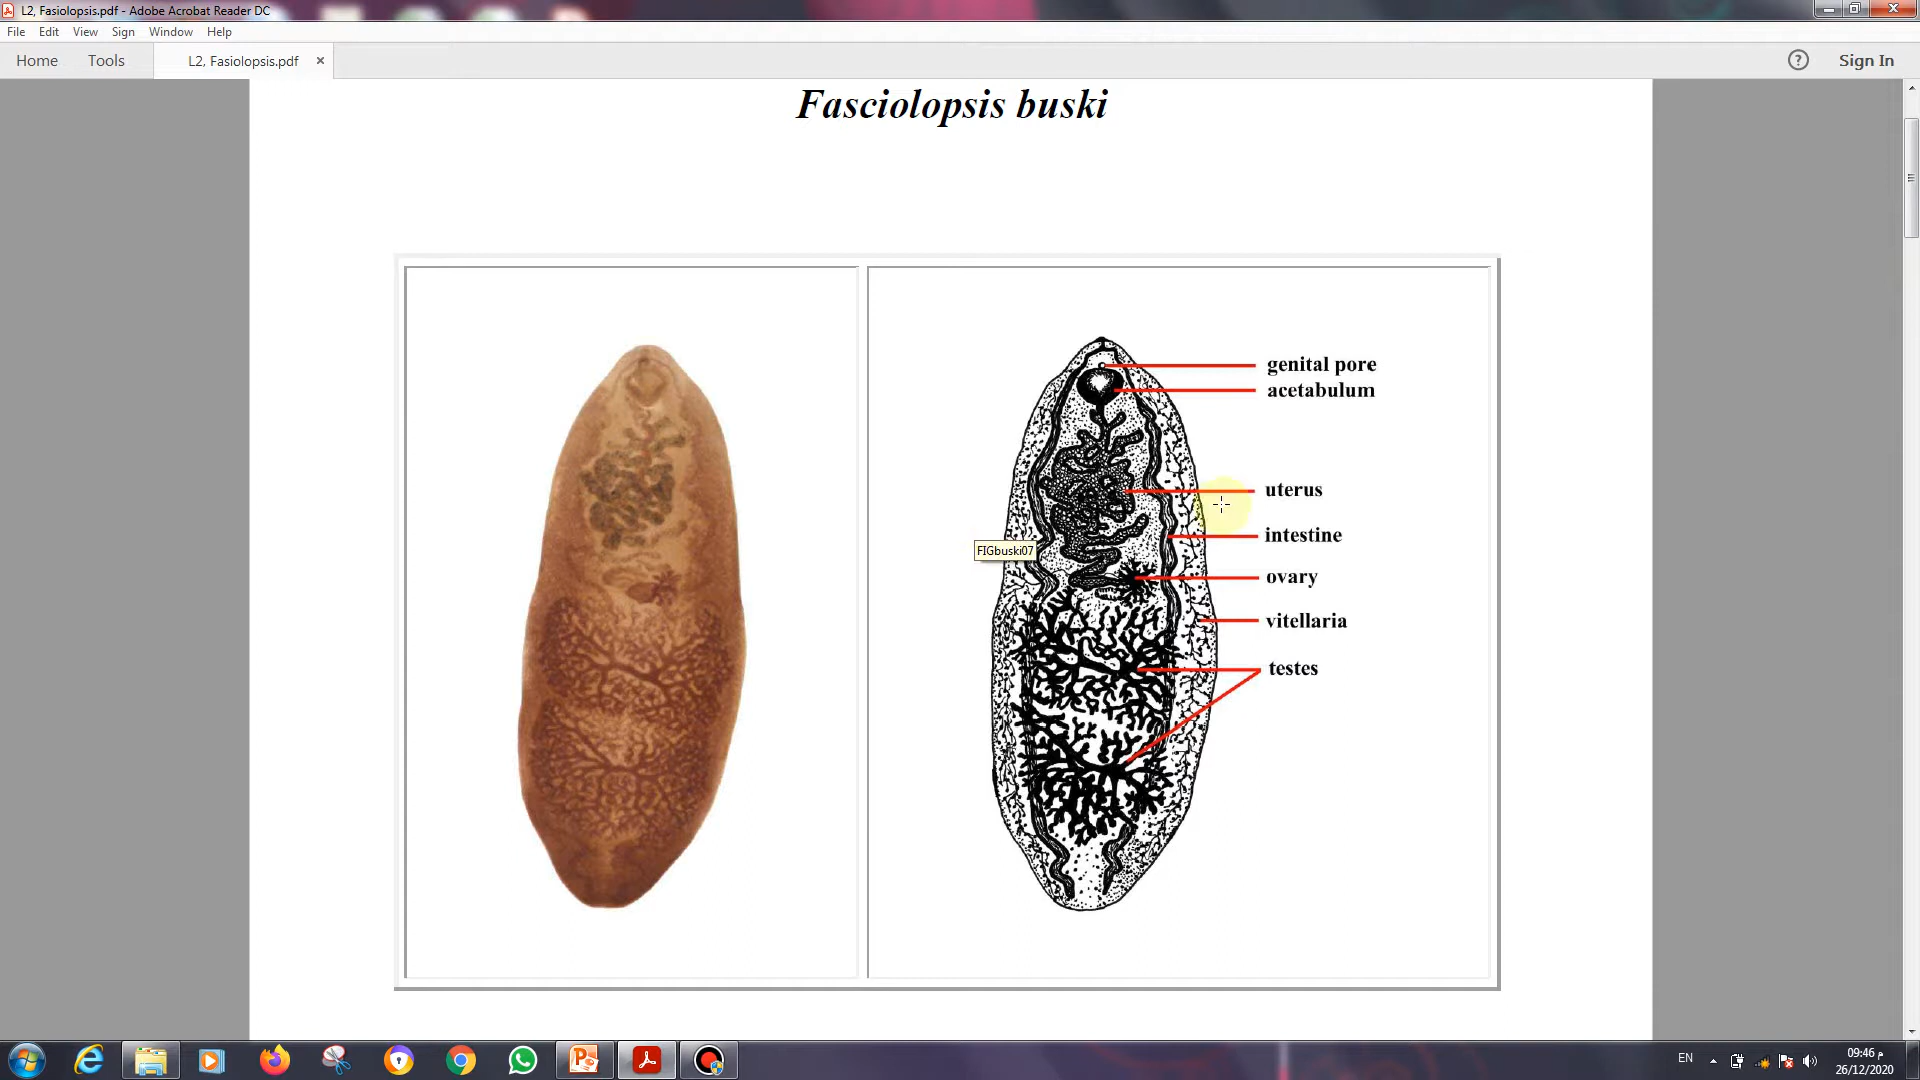 L2, Fasiolopsis.pdf - Adobe Acrobat Reader DC
File Edit View Sign Window Help
Home Tools L2, Fasiolopsis.pdf × ? Sign In
Fasciolopsis buski
genital pore
acetabulum
uterus
intestine
FIGbuski07
ovary
vitellaria
testes
EN
09:46 م
26/12/2020